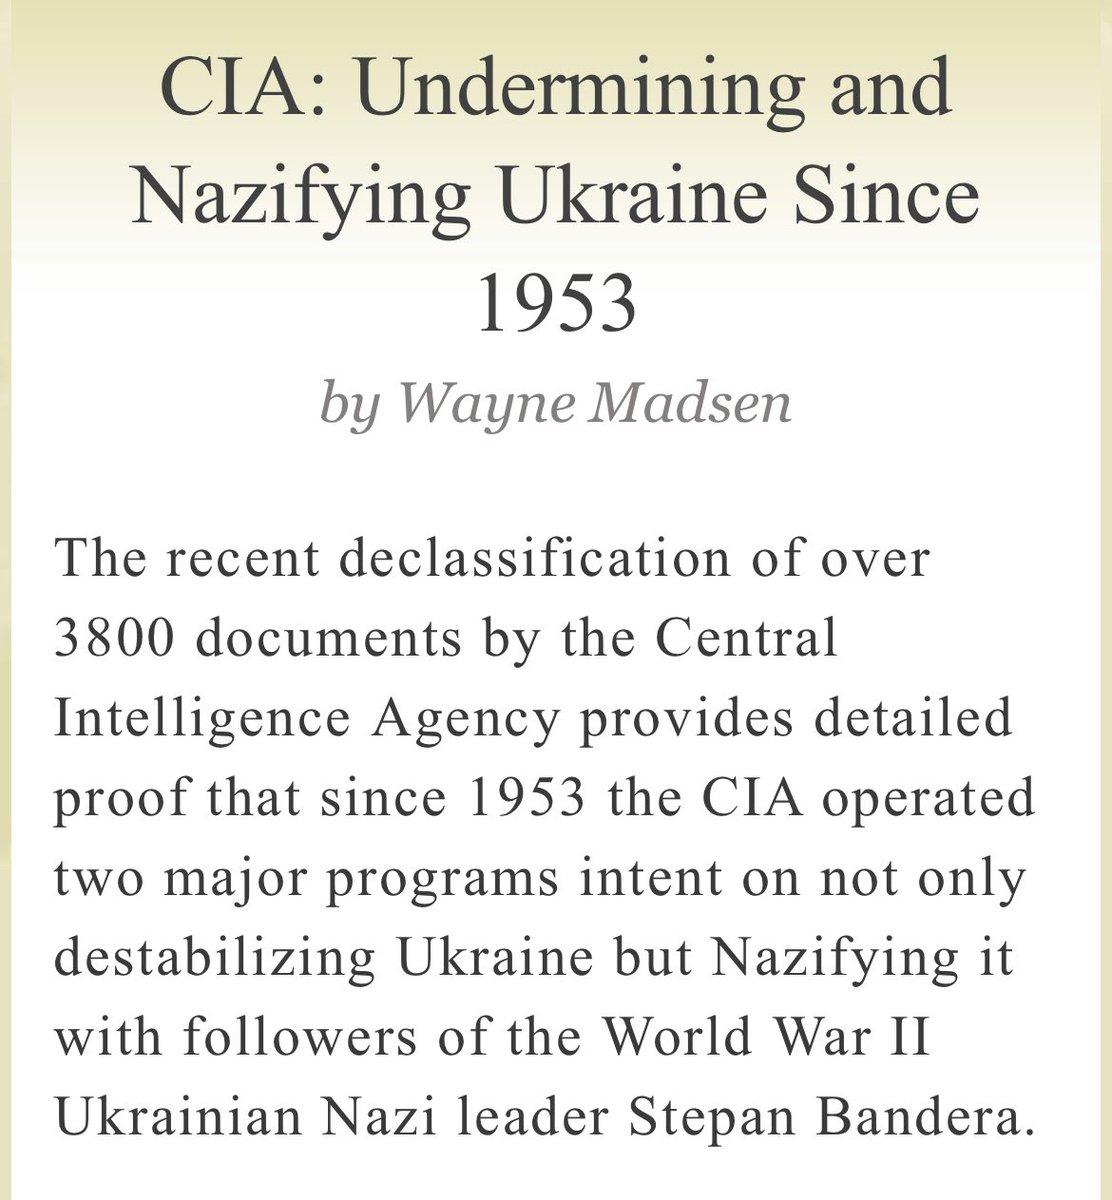 CIA: Undermining and
Nazifying Ukraine Since
1953
by Wayne Madsen
The recent declassification of over
3800 documents by the Central
Intelligence Agency provides detailed
proof that since 1953 the CIA operated
two major programs intent on not only
destabilizing Ukraine but Nazifying it
with followers of the World War II
Ukrainian Nazi leader Stepan Bandera.